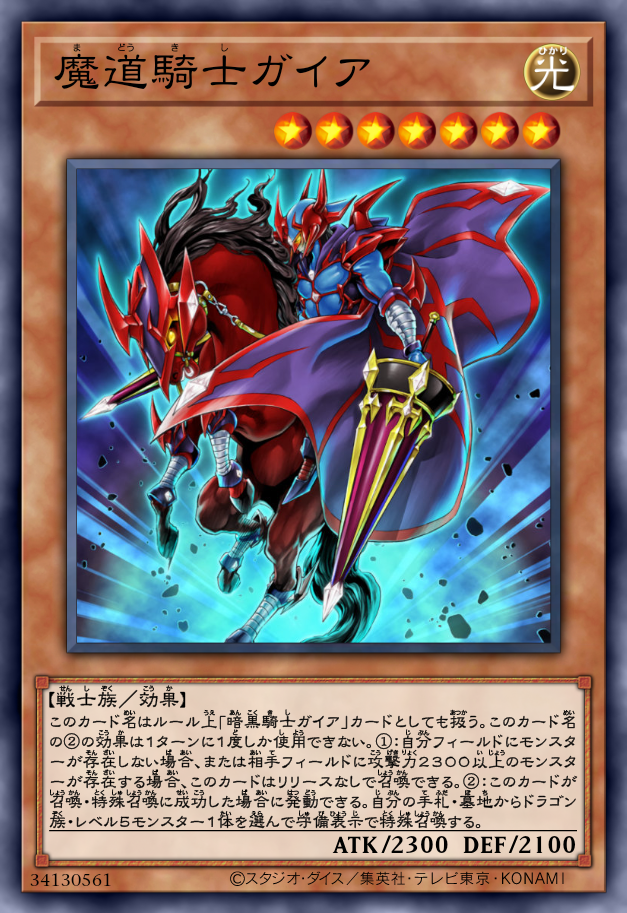 魔道騎士ガイア
光
【戦士族／効果】
このカード名はルール上「暗黒騎士ガイア」カードとしても扱う。このカード名
の②の効果は１ターンに１度しか使用できない。①：自分フィールドにモンスタ
ーが存在しない場合、または相手フィールドに攻撃力２３００以上のモンスタ
ーが存在する場合、このカードはリリースなしで召喚できる。②：このカードが
召喚・特殊召喚に成功した場合に発動できる。自分の手札・墓地からドラゴン
族・レベル５モンスター１体を選んで守備表示で特殊召喚する。
ATK/2300 DEF/2100
34130561 ©スタジオ・ダイス／集英社・テレビ東京・KONAMI